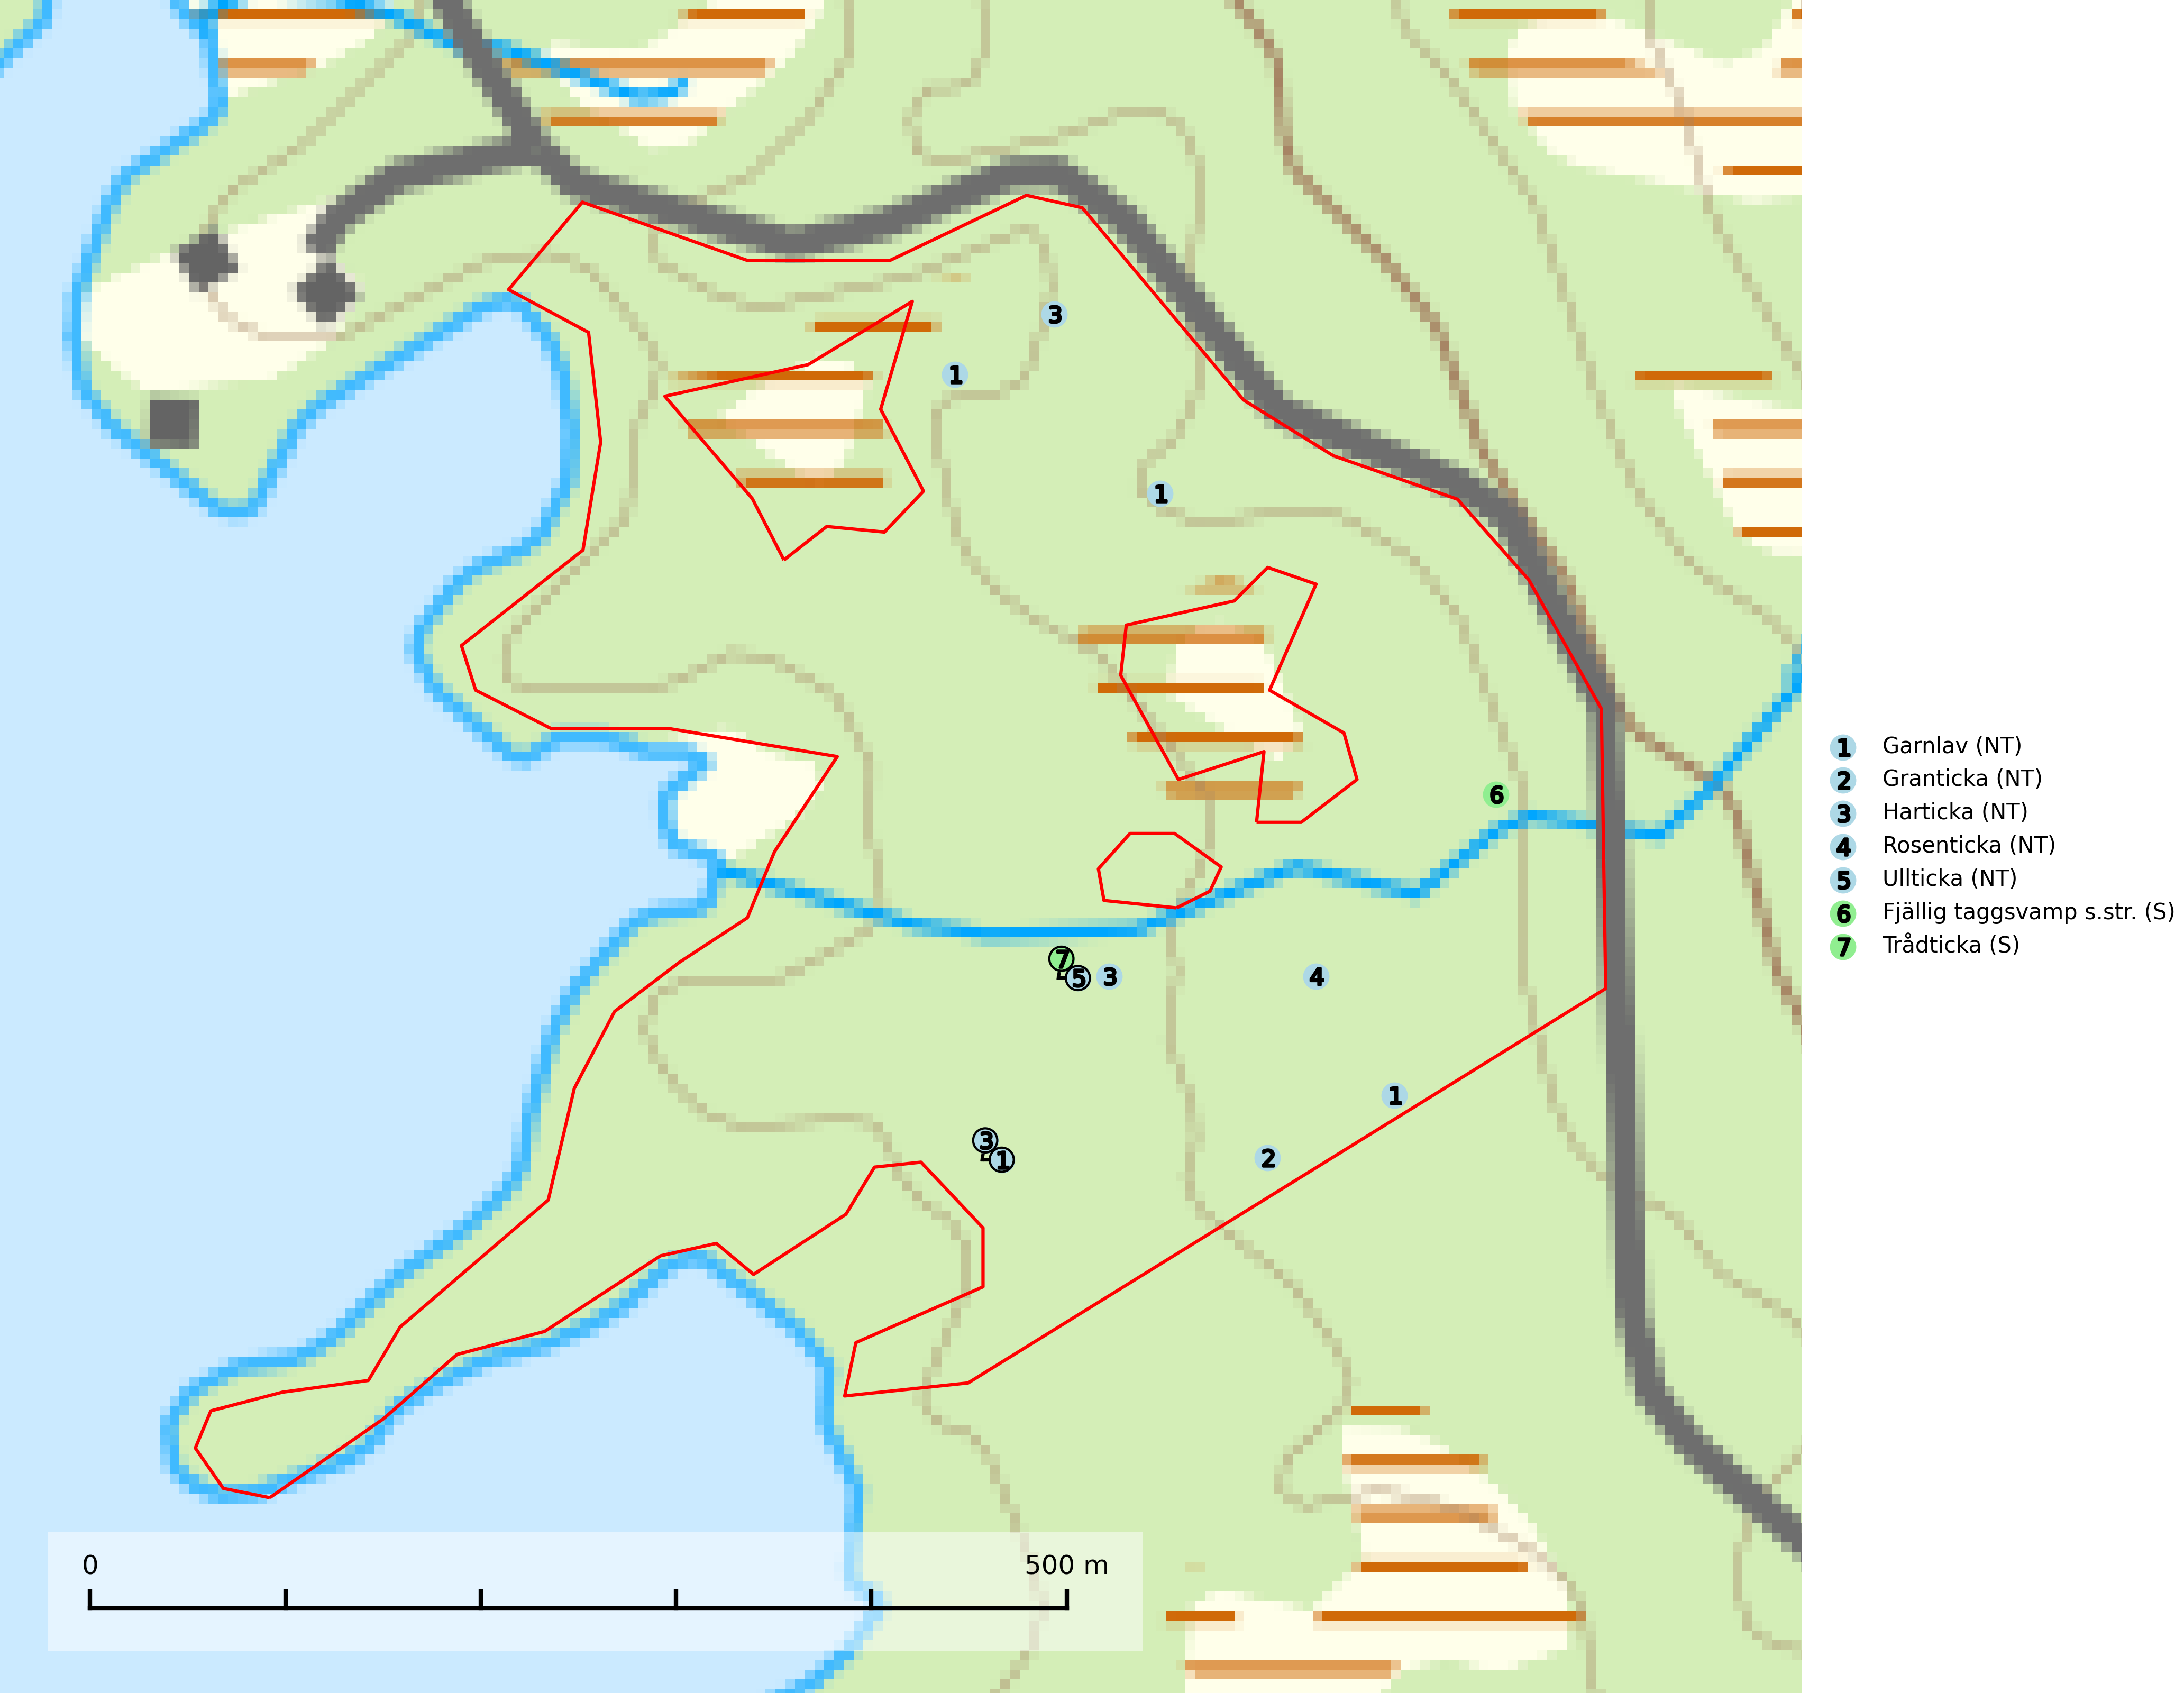 3
1
1
6
7
5 3 4
1
3
1 2
1 Garnlav (NT)
2 Granticka (NT)
3 Harticka (NT)
4 Rosenticka (NT)
5 Ullticka (NT)
6 Fjällig taggsvamp s.str. (S)
7 Trådticka (S)
0 500 m